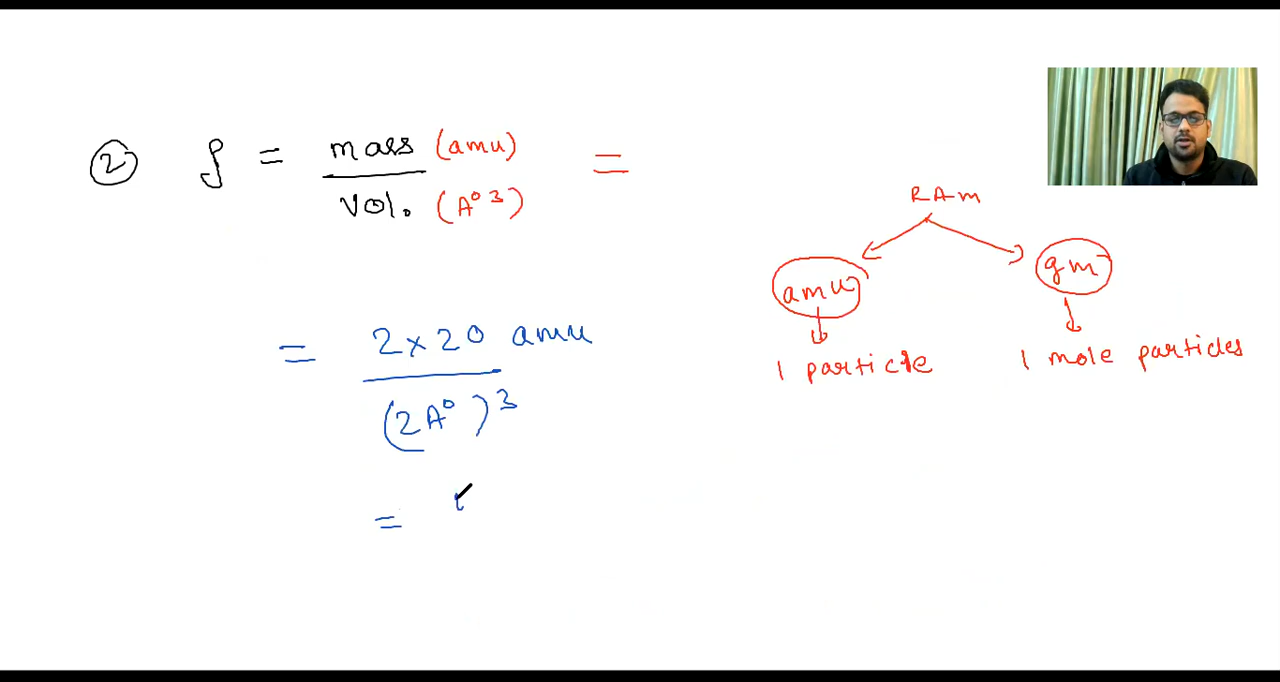 ② ρ = mass (amu) / Vol. (A° 3) =
RAM
amu
gm
1 particle
1 mole particles
= 2 × 20 amu / (2A°)3
=